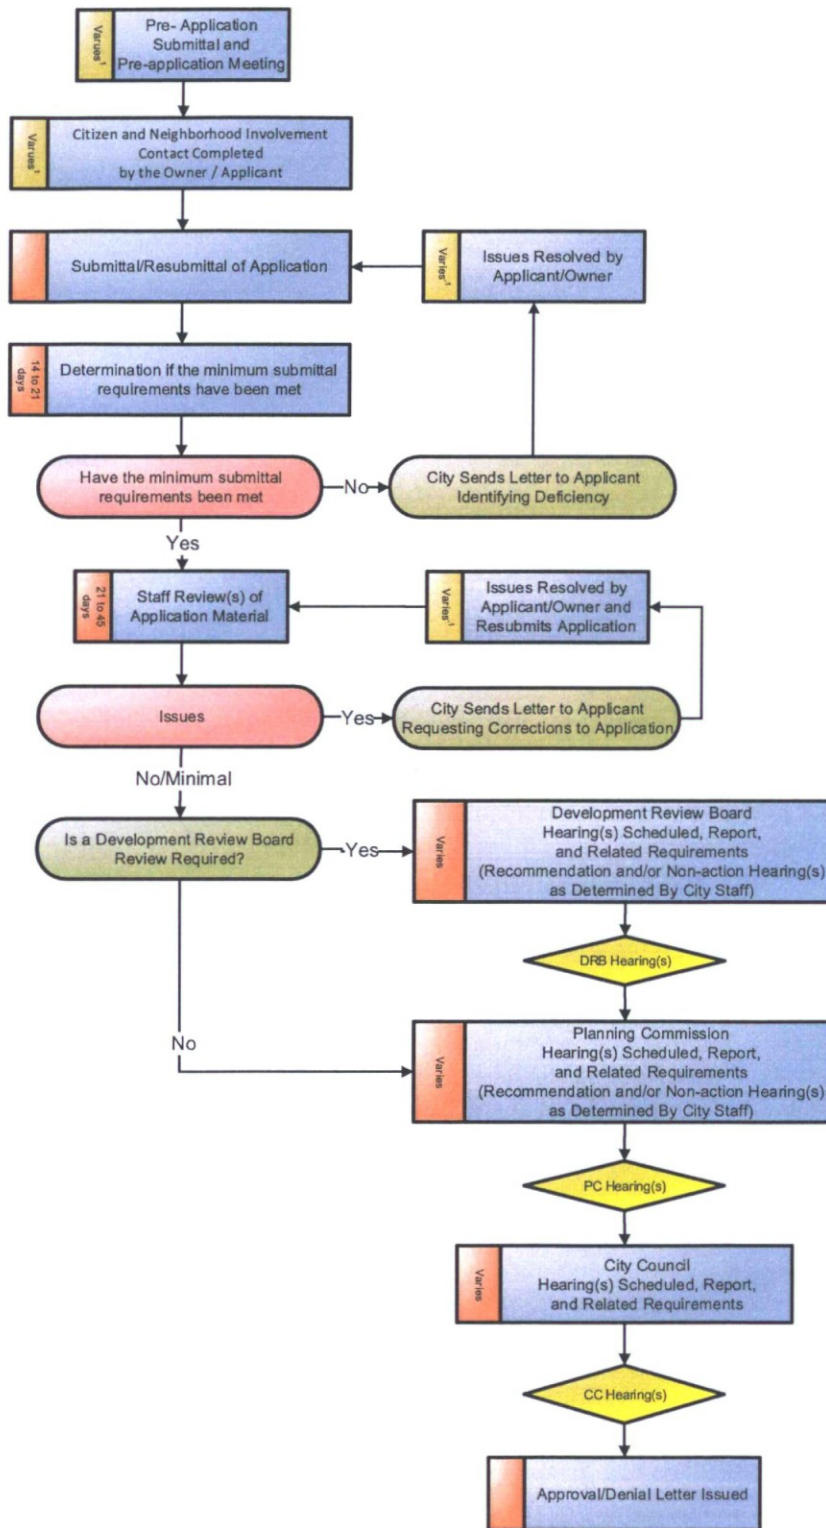 Varues¹
Pre- Application
Submittal and
Pre-application Meeting
Varues¹
Citizen and Neighborhood Involvement
Contact Completed
by the Owner / Applicant
Submittal/Resubmittal of Application
Varies.¹
Issues Resolved by
Applicant/Owner
14 to 21
days
Determination if the minimum submittal
requirements have been met
Have the minimum submittal
requirements been met
No
City Sends Letter to Applicant
Identifying Deficiency
Yes
21 to 45
days
Staff Review(s) of
Application Material
Varies.¹
Issues Resolved by
Applicant/Owner and
Resubmits Application
Issues
Yes
City Sends Letter to Applicant
Requesting Corrections to Application
No/Minimal
Is a Development Review Board
Review Required?
Yes
Varies
Development Review Board
Hearing(s) Scheduled, Report,
and Related Requirements
(Recommendation and/or Non-action Hearing(s)
as Determined By City Staff)
DRB Hearing(s)
No
Varies
Planning Commission
Hearing(s) Scheduled, Report,
and Related Requirements
(Recommendation and/or Non-action Hearing(s)
as Determined By City Staff)
PC Hearing(s)
Varies
City Council
Hearing(s) Scheduled, Report,
and Related Requirements
CC Hearing(s)
Approval/Denial Letter Issued